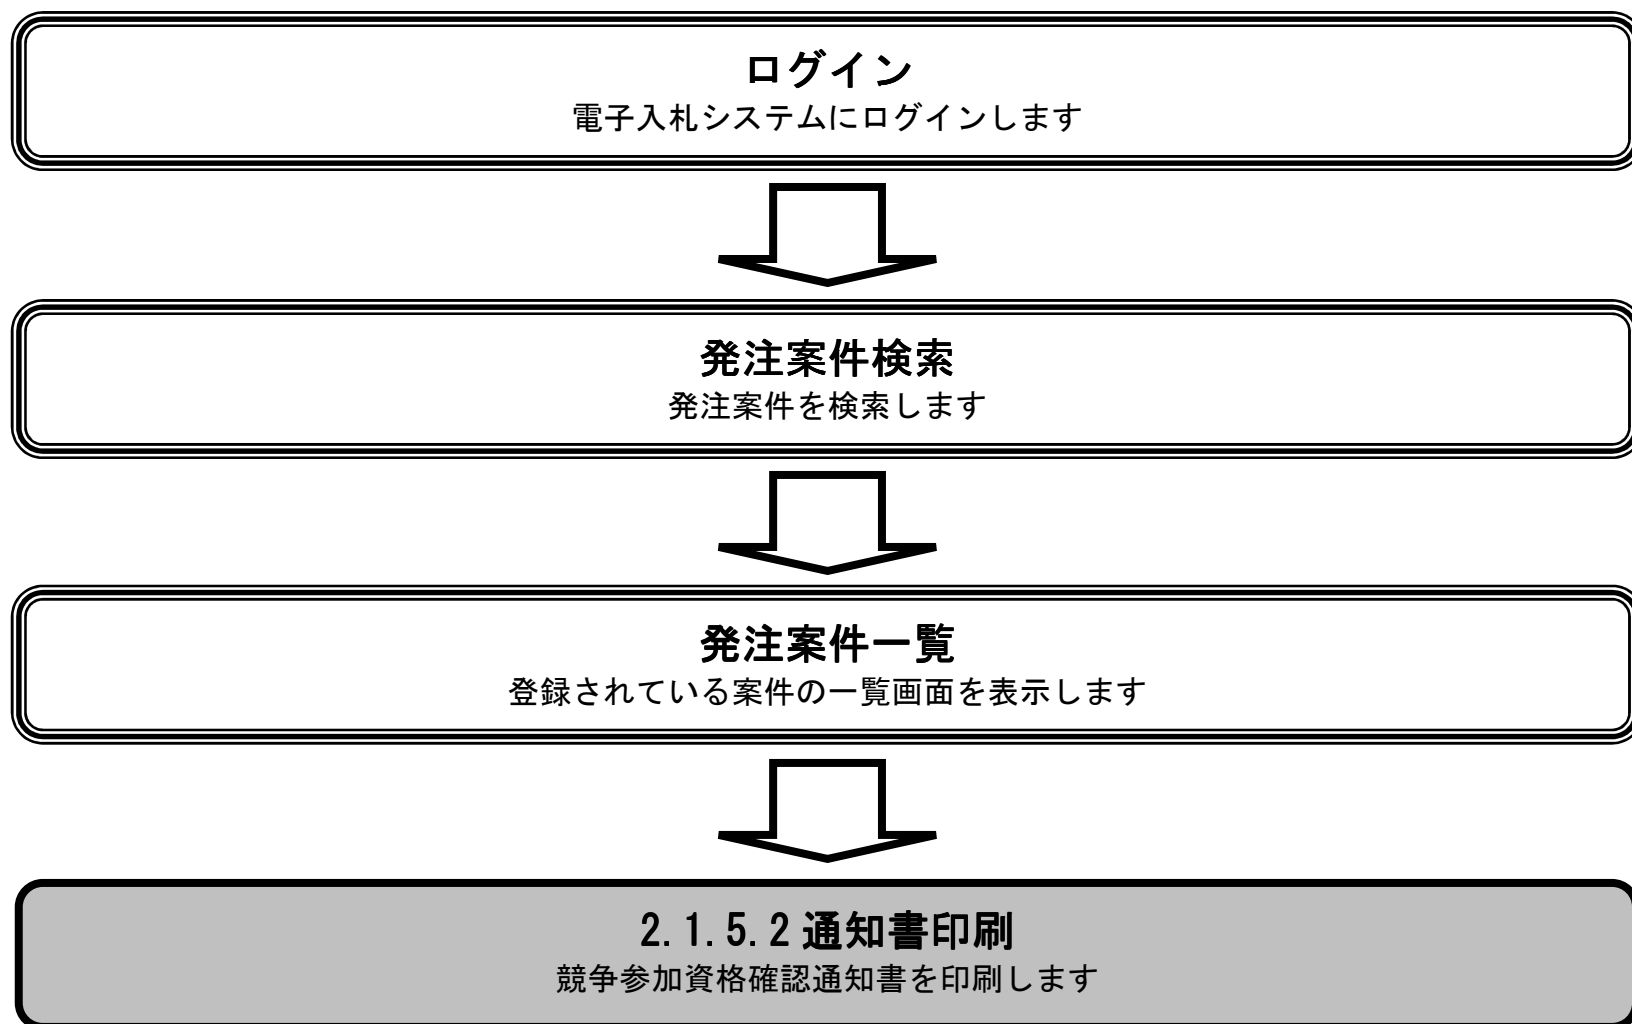 ログイン
電子入札システムにログインします
発注案件検索
発注案件を検索します
発注案件一覧
登録されている案件の一覧画面を表示します
2.1.5.2通知書印刷
競争参加資格確認通知書を印刷します